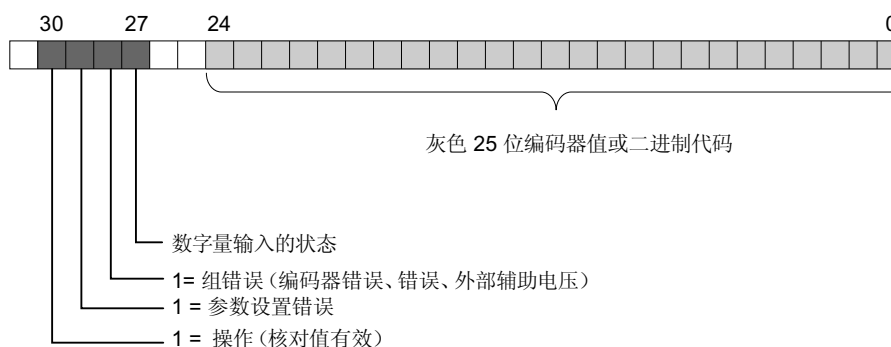 30 27 24 0
灰色 25 位编码器值或二进制代码
数字量输入的状态
1= 组错误（编码器错误、错误、外部辅助电压）
1 = 参数设置错误
1 = 操作（核对值有效）